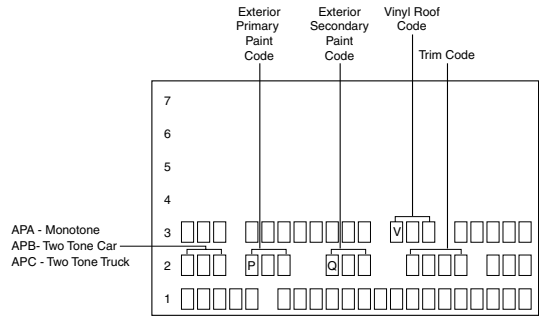 Exterior
Primary
Paint
Code
Exterior
Secondary
Paint
Code
Vinyl Roof
Code
Trim Code
7
6
5
4
APA - Monotone
APB- Two Tone Car
APC - Two Tone Truck
3 V
2 P Q
1